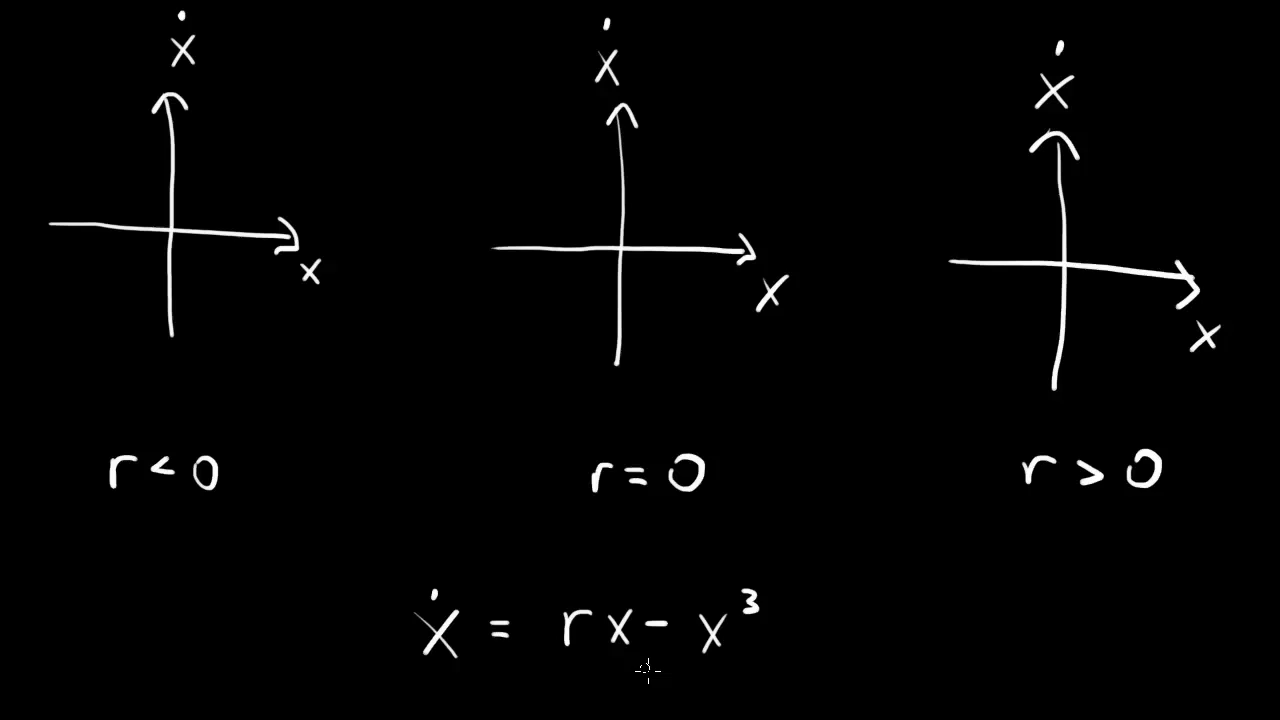 ẋ ẋ ẋ
x x x
r < 0 r = 0 r > 0
ẋ = rx - x³